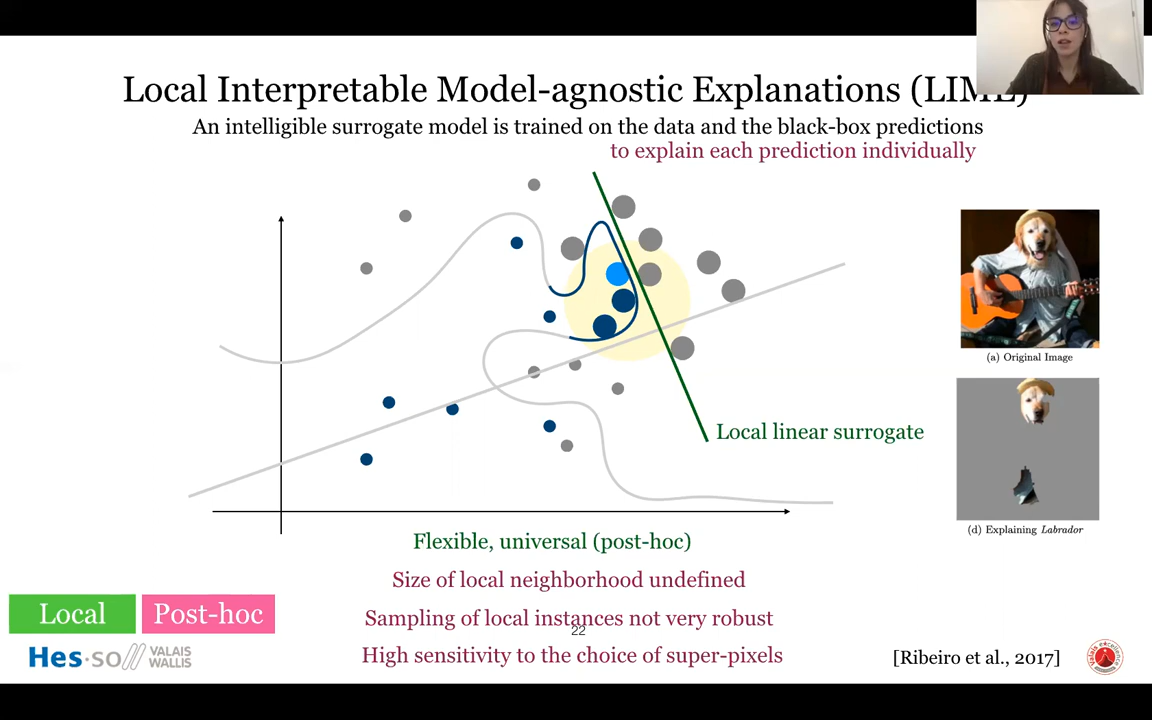 Local Interpretable Model-agnostic Explanations (LIME)
An intelligible surrogate model is trained on the data and the black-box predictions
to explain each prediction individually
(a) Original Image
Local linear surrogate
(d) Explaining Labrador
Flexible, universal (post-hoc)
Size of local neighborhood undefined
Local
Post-hoc
Sampling of local instances not very robust
22
Hes·so// VALAIS
WALLIS
High sensitivity to the choice of super-pixels
[Ribeiro et al., 2017]